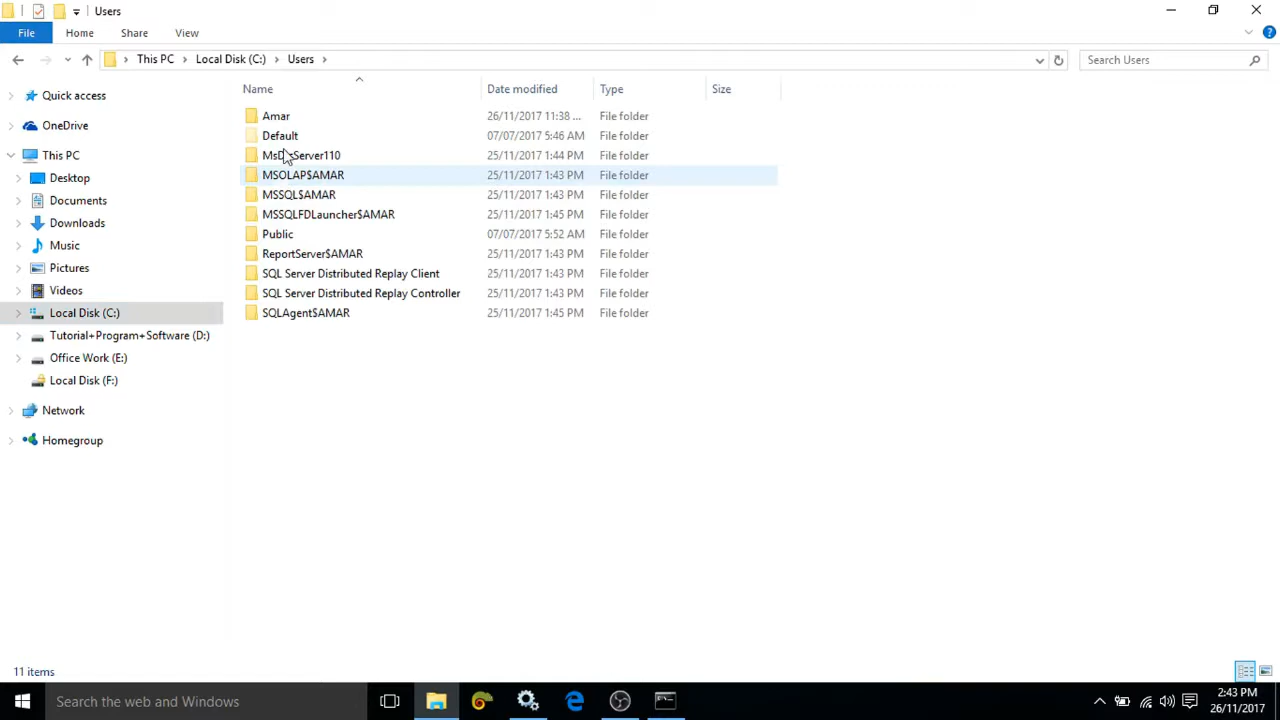 Users
File Home Share View
This PC Local Disk (C:) Users
Search Users
Name Date modified Type Size
Quick access
OneDrive
This PC
Desktop
Documents
Downloads
Music
Pictures
Videos
Local Disk (C:)
Tutorial+Program+Software (D:)
Office Work (E:)
Local Disk (F:)
Network
Homegroup
Amar 26/11/2017 11:38 ... File folder
Default 07/07/2017 5:46 AM File folder
Server110 25/11/2017 1:44 PM File folder
MSOLAP$AMAR 25/11/2017 1:43 PM File folder
MSSQL$AMAR 25/11/2017 1:43 PM File folder
MSSQLFDLauncher$AMAR 25/11/2017 1:45 PM File folder
Public 07/07/2017 5:52 AM File folder
ReportServer$AMAR 25/11/2017 1:43 PM File folder
SQL Server Distributed Replay Client 25/11/2017 1:43 PM File folder
SQL Server Distributed Replay Controller 25/11/2017 1:43 PM File folder
SQLAgent$AMAR 25/11/2017 1:45 PM File folder
11 items
Search the web and Windows
2:43 PM
26/11/2017